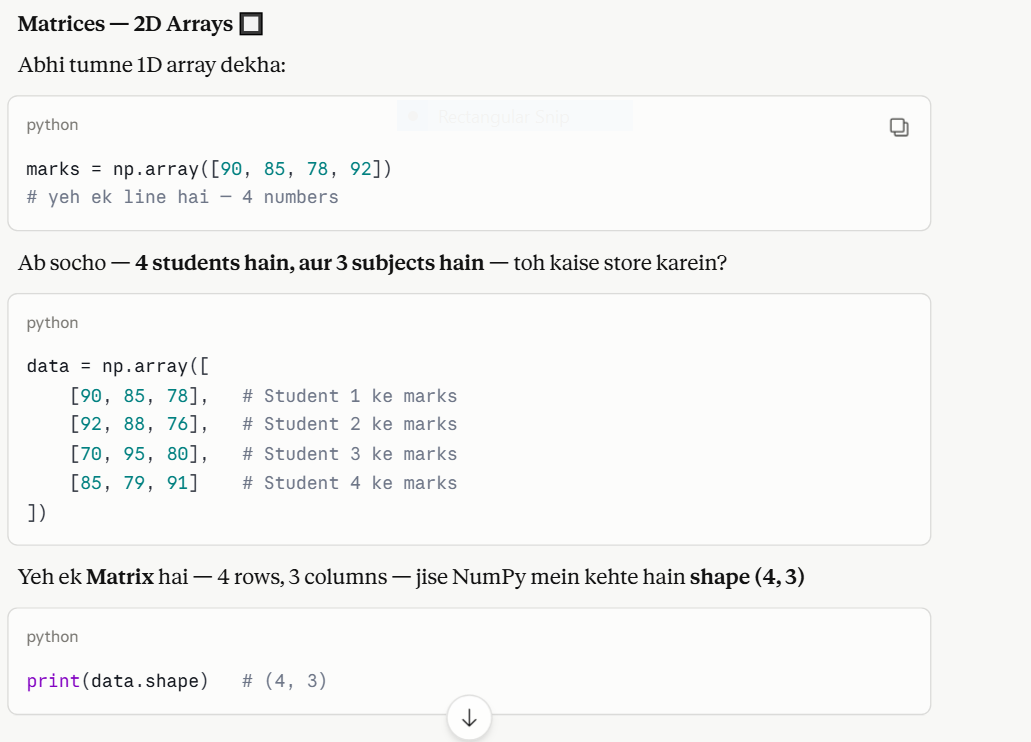 Matrices — 2D Arrays
Abhi tumne 1D array dekha:
Rectangular Snip
python
marks = np.array([90, 85, 78, 92])
# yeh ek line hai — 4 numbers
Ab socho — 4 students hain, aur 3 subjects hain — toh kaise store karein?
python
data = np.array([
    [90, 85, 78],   # Student 1 ke marks
    [92, 88, 76],   # Student 2 ke marks
    [70, 95, 80],   # Student 3 ke marks
    [85, 79, 91]    # Student 4 ke marks
])
Yeh ek Matrix hai — 4 rows, 3 columns — jise NumPy mein kehte hain shape (4, 3)
python
print(data.shape)   # (4, 3)